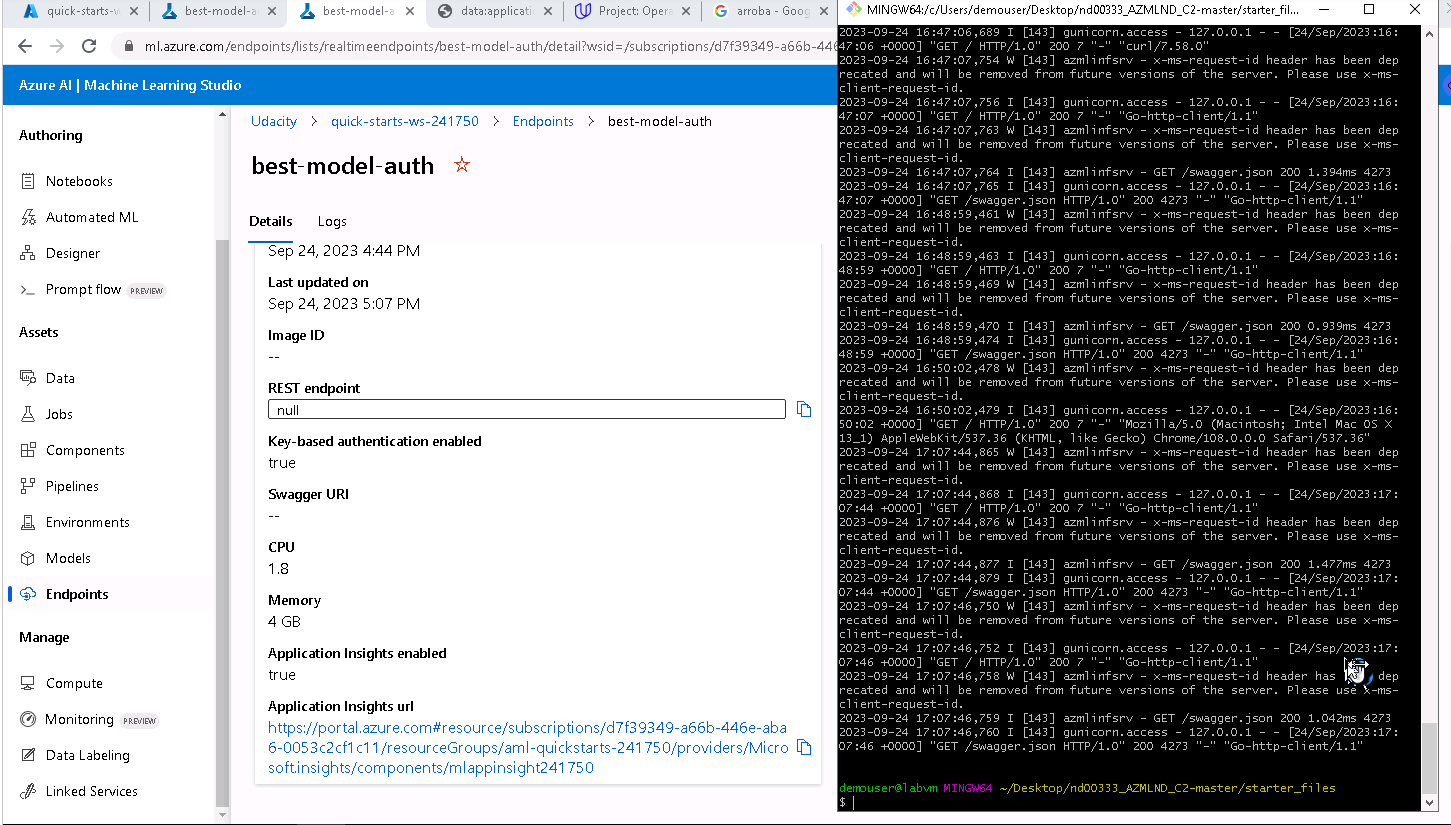 quick-starts-w
best-model-a
best-model-a
data:applicatio
Project: Opera
arroba - Goog
ml.azure.com/endpoints/lists/realtimeendpoints/best-model-auth/detail?wsid=/subscriptions/d7f39349-a66b-446
Azure AI | Machine Learning Studio
Authoring
Notebooks
Automated ML
Designer
Prompt flow PREVIEW
Assets
Data
Jobs
Components
Pipelines
Environments
Models
Endpoints
Manage
Compute
Monitoring PREVIEW
Data Labeling
Linked Services
Udacity > quick-starts-ws-241750 > Endpoints > best-model-auth
best-model-auth
Details Logs
Sep 24, 2023 4:44 PM
Last updated on
Sep 24, 2023 5:07 PM
Image ID
--
REST endpoint
null
Key-based authentication enabled
true
Swagger URI
--
CPU
1.8
Memory
4 GB
Application Insights enabled
true
Application Insights url
https://portal.azure.com#resource/subscriptions/d7f39349-a66b-446e-aba
6-0053c2cf1c11/resourceGroups/aml-quickstarts-241750/providers/Micro
soft.insights/components/mlappinsight241750
MINGW64:/c/Users/demouser/Desktop/nd00333_AZMLND_C2-master/starter_fil...
2023-09-24 16:47:06,689 I [143] gunicorn.access - 127.0.0.1 - - [24/Sep/2023:16:
47:06 +0000] "GET / HTTP/1.0" 200 7 "-" "curl/7.58.0"
2023-09-24 16:47:07,754 W [143] azmlinfsrv - x-ms-request-id header has been dep
recated and will be removed from future versions of the server. Please use x-ms-
client-request-id.
2023-09-24 16:47:07,756 I [143] gunicorn.access - 127.0.0.1 - - [24/Sep/2023:16:
47:07 +0000] "GET / HTTP/1.0" 200 7 "-" "Go-http-client/1.1"
2023-09-24 16:47:07,763 W [143] azmlinfsrv - x-ms-request-id header has been dep
recated and will be removed from future versions of the server. Please use x-ms-
client-request-id.
2023-09-24 16:47:07,764 I [143] azmlinfsrv - GET /swagger.json 200 1.394ms 4273
2023-09-24 16:47:07,765 I [143] gunicorn.access - 127.0.0.1 - - [24/Sep/2023:16:
47:07 +0000] "GET /swagger.json HTTP/1.0" 200 4273 "-" "Go-http-client/1.1"
2023-09-24 16:48:59,461 W [143] azmlinfsrv - x-ms-request-id header has been dep
recated and will be removed from future versions of the server. Please use x-ms-
client-request-id.
2023-09-24 16:48:59,463 I [143] gunicorn.access - 127.0.0.1 - - [24/Sep/2023:16:
48:59 +0000] "GET / HTTP/1.0" 200 7 "-" "Go-http-client/1.1"
2023-09-24 16:48:59,469 W [143] azmlinfsrv - x-ms-request-id header has been dep
recated and will be removed from future versions of the server. Please use x-ms-
client-request-id.
2023-09-24 16:48:59,470 I [143] azmlinfsrv - GET /swagger.json 200 0.939ms 4273
2023-09-24 16:48:59,474 I [143] gunicorn.access - 127.0.0.1 - - [24/Sep/2023:16:
48:59 +0000] "GET /swagger.json HTTP/1.0" 200 4273 "-" "Go-http-client/1.1"
2023-09-24 16:50:02,478 W [143] azmlinfsrv - x-ms-request-id header has been dep
recated and will be removed from future versions of the server. Please use x-ms-
client-request-id.
2023-09-24 16:50:02,479 I [143] gunicorn.access - 127.0.0.1 - - [24/Sep/2023:16:
50:02 +0000] "GET / HTTP/1.0" 200 7 "-" "Mozilla/5.0 (Macintosh; Intel Mac OS X
13_1) AppleWebKit/537.36 (KHTML, like Gecko) Chrome/108.0.0.0 Safari/537.36"
2023-09-24 17:07:44,865 W [143] azmlinfsrv - x-ms-request-id header has been dep
recated and will be removed from future versions of the server. Please use x-ms-
client-request-id.
2023-09-24 17:07:44,868 I [143] gunicorn.access - 127.0.0.1 - - [24/Sep/2023:17:
07:44 +0000] "GET / HTTP/1.0" 200 7 "-" "Go-http-client/1.1"
2023-09-24 17:07:44,876 W [143] azmlinfsrv - x-ms-request-id header has been dep
recated and will be removed from future versions of the server. Please use x-ms-
client-request-id.
2023-09-24 17:07:44,877 I [143] azmlinfsrv - GET /swagger.json 200 1.477ms 4273
2023-09-24 17:07:44,879 I [143] gunicorn.access - 127.0.0.1 - - [24/Sep/2023:17:
07:44 +0000] "GET /swagger.json HTTP/1.0" 200 4273 "-" "Go-http-client/1.1"
2023-09-24 17:07:46,750 W [143] azmlinfsrv - x-ms-request-id header has been dep
recated and will be removed from future versions of the server. Please use x-ms-
client-request-id.
2023-09-24 17:07:46,752 I [143] gunicorn.access - 127.0.0.1 - - [24/Sep/2023:17:
07:46 +0000] "GET / HTTP/1.0" 200 7 "-" "Go-http-client/1.1"
2023-09-24 17:07:46,758 W [143] azmlinfsrv - x-ms-request-id header has dep
recated and will be removed from future versions of the server. Please use x-ms-
client-request-id.
2023-09-24 17:07:46,759 I [143] azmlinfsrv - GET /swagger.json 200 1.042ms 4273
2023-09-24 17:07:46,760 I [143] gunicorn.access - 127.0.0.1 - - [24/Sep/2023:17:
07:46 +0000] "GET /swagger.json HTTP/1.0" 200 4273 "-" "Go-http-client/1.1"
demouser@labvm MINGW64 ~/Desktop/nd00333_AZMLND_C2-master/starter_files
$